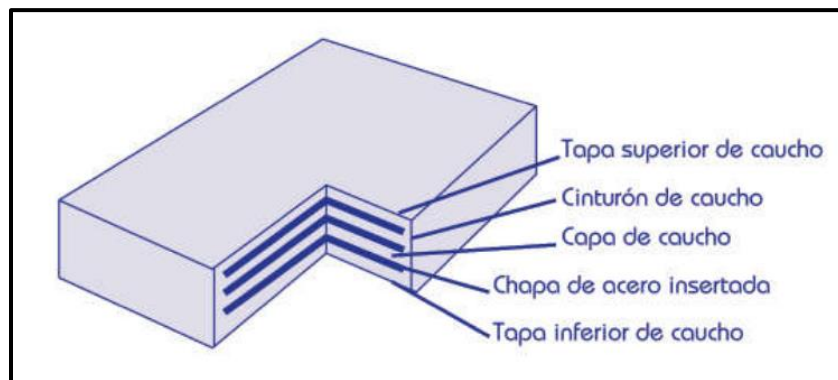 Tapa superior de caucho
Cinturón de caucho
Capa de caucho
Chapa de acero insertada
Tapa inferior de caucho